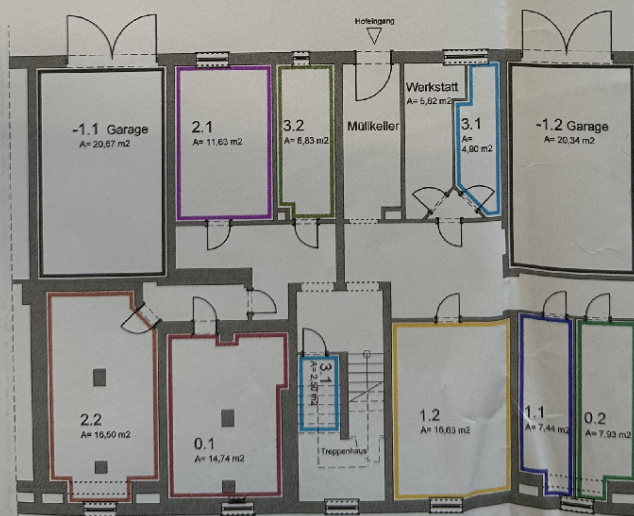 Hofeingang
-1.1 Garage
A= 20,67 m2
2.1
A= 11,63 m2
3.2
A= 6,83 m2
Müllkeller
Werkstatt
A= 5,62 m2
3.1
A=
4,90 m2
-1.2 Garage
A= 20,34 m2
2.2
A= 16,50 m2
0.1
A= 14,74 m2
3.1
A= 2,50 m2
Treppenhaus
1.2
A= 16,63 m2
1.1
A= 7,44 m2
0.2
A= 7,93 m2